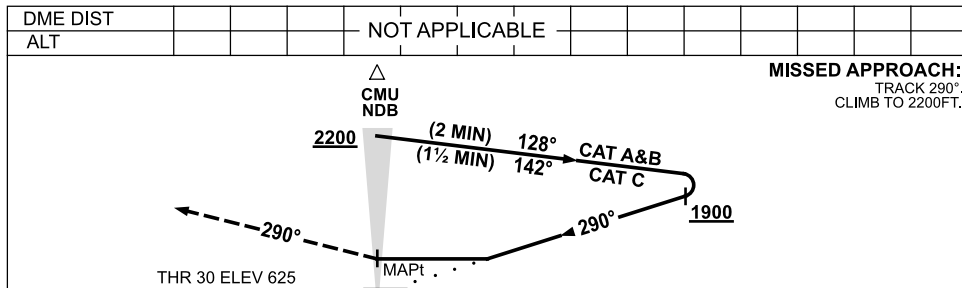 DME DIST
ALT
NOT APPLICABLE
MISSED APPROACH:
TRACK 290°.
CLIMB TO 2200FT.
CMU
NDB
2200
(2 MIN) 128° CAT A&B
(1½ MIN) 142° CAT C
1900
290°
290°
MAPt
THR 30 ELEV 625